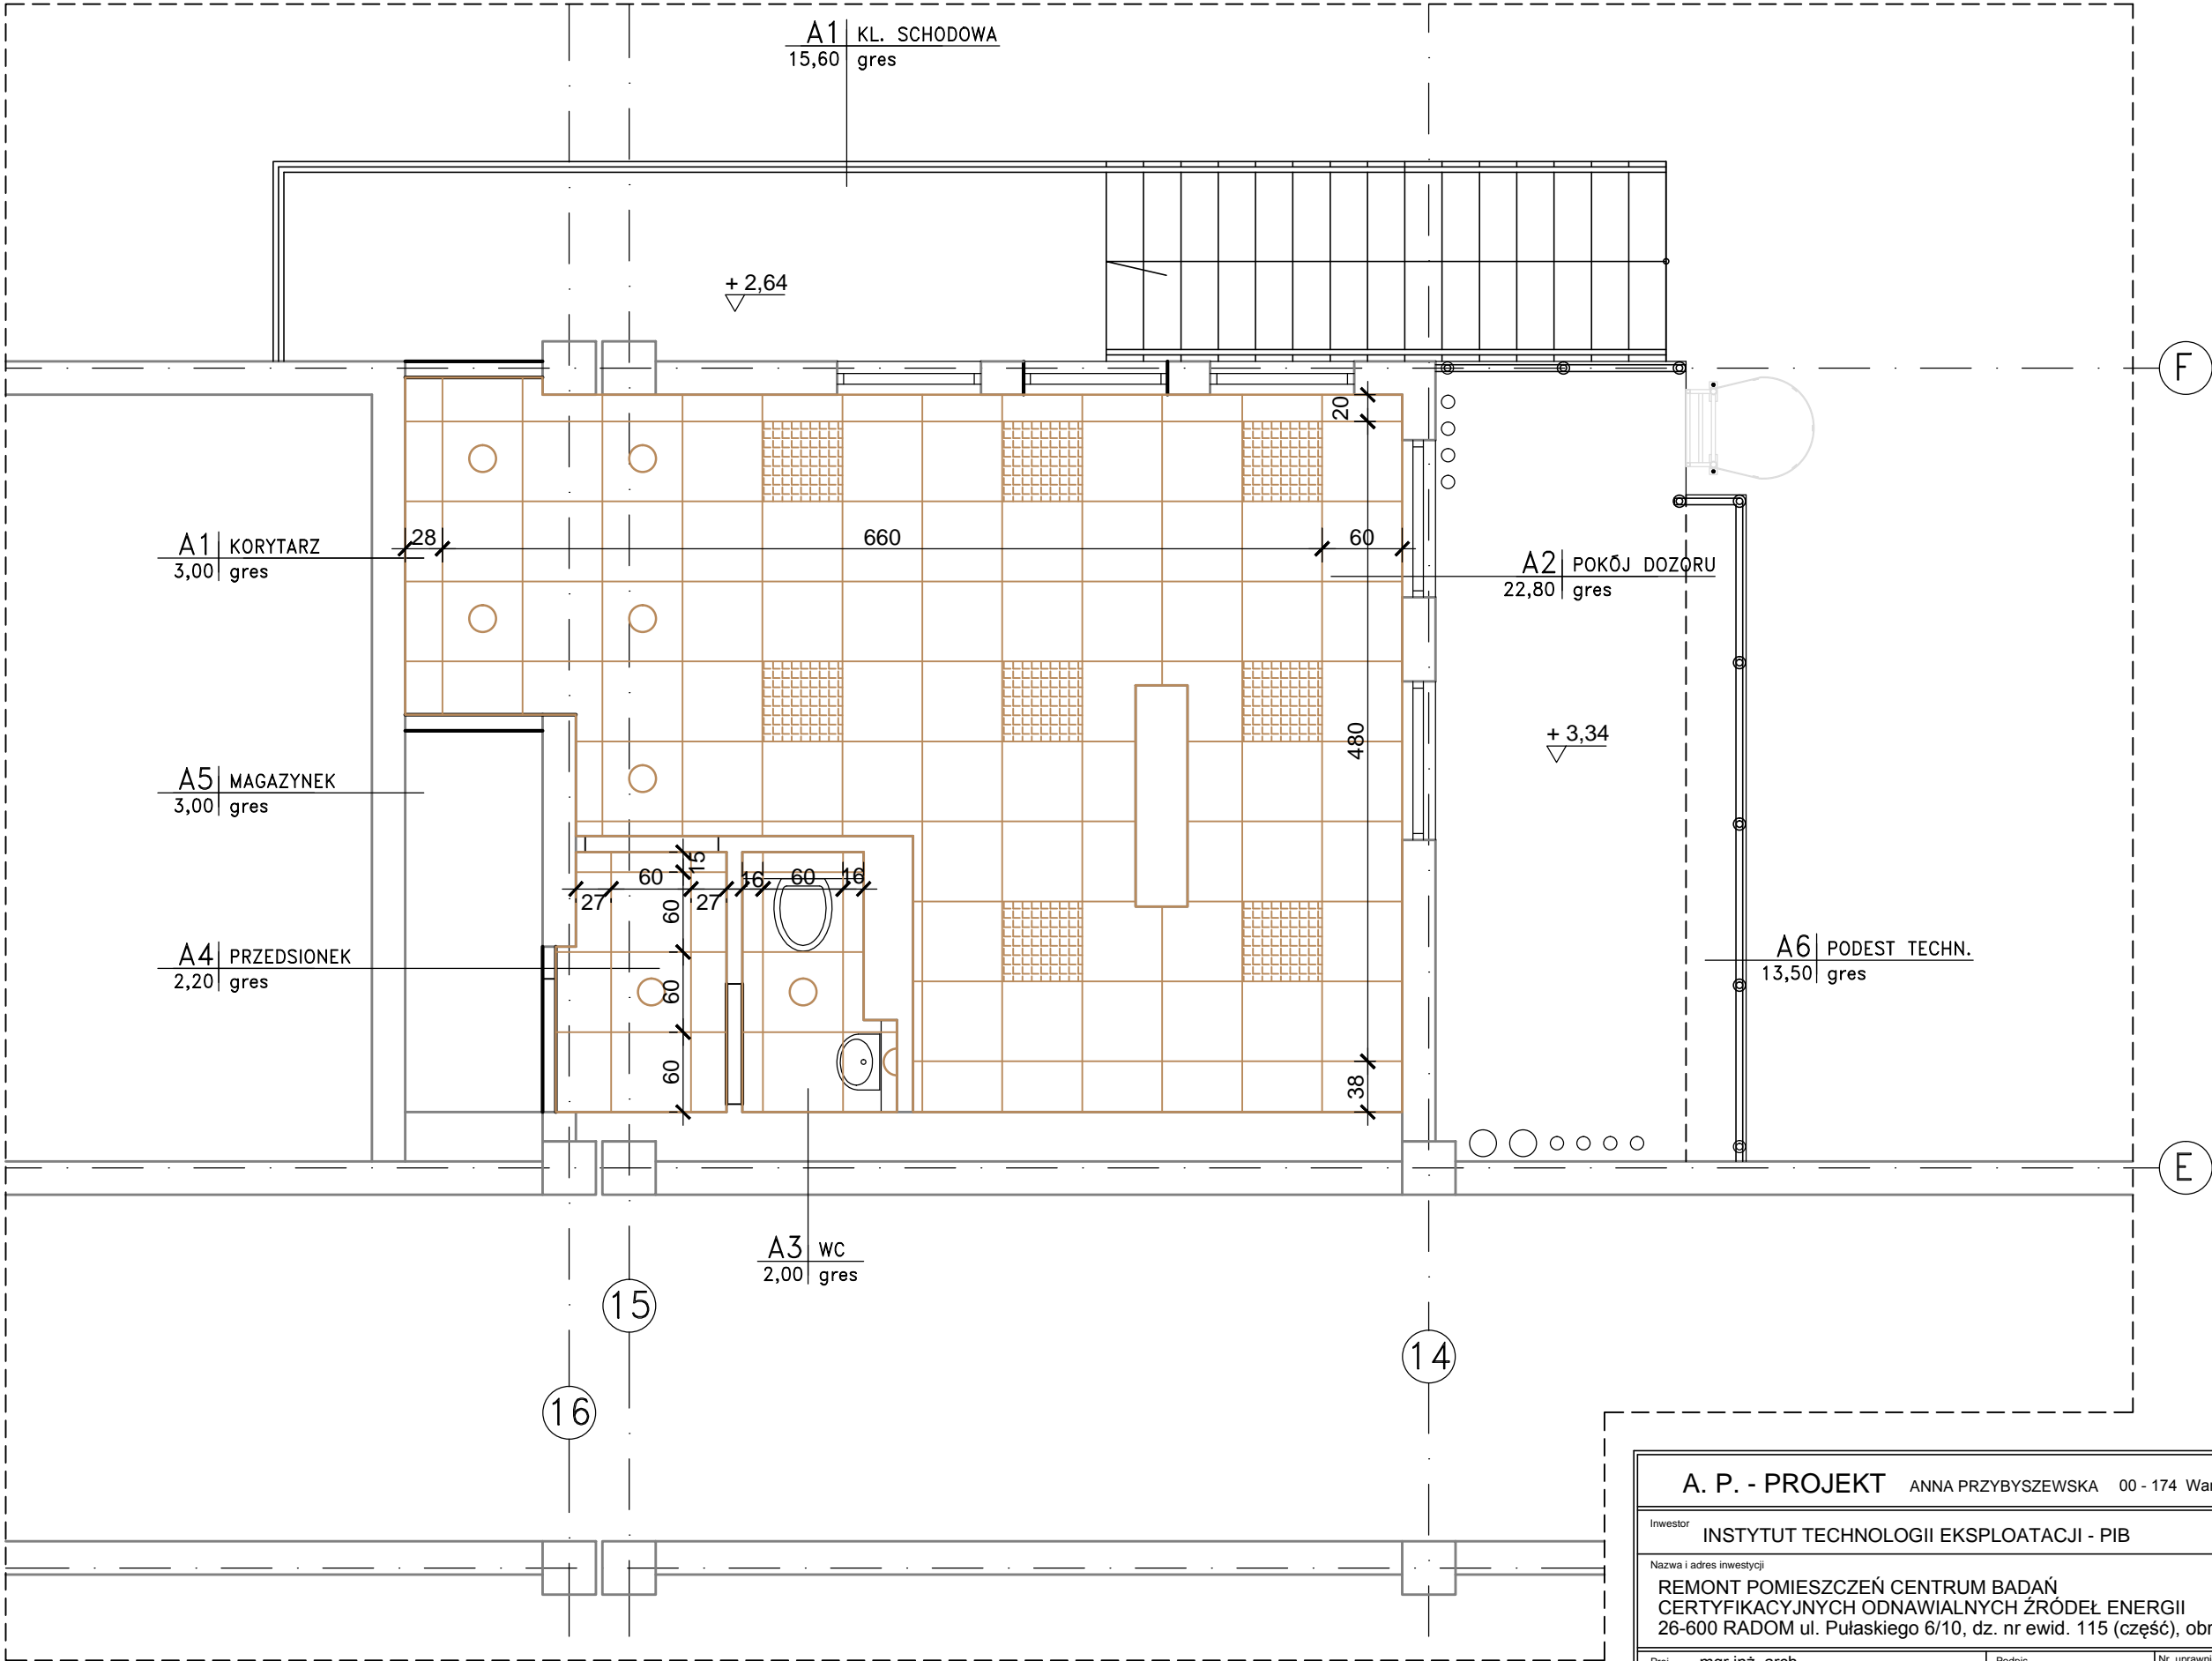 A1 KL. SCHODOWA
15,60 gres
+ 2,64
F
20
28
660
60
A1 KORYTARZ
3,00 gres
A2 POKÓJ DOZORU
22,80 gres
480
+ 3,34
A5 MAGAZYNEK
3,00 gres
15
60
16
60
16
27
27
60
A4 PRZEDSIONEK
2,20 gres
A6 PODEST TECHN.
13,50 gres
60
60
38
E
A3 WC
2,00 gres
15
14
16
A. P. - PROJEKT ANNA PRZYBYSZEWSKA 00 - 174
Inwestor
INSTYTUT TECHNOLOGII EKSPLOATACJI - PIB
Nazwa i adres inwestycji
REMONT POMIESZCZEŃ CENTRUM BADAŃ
CERTYFIKACYJNYCH ODNAWIALNYCH ŹRÓDEŁ ENERGII
26-600 RADOM ul. Pułaskiego 6/10, dz. nr ewid. 115 (część),